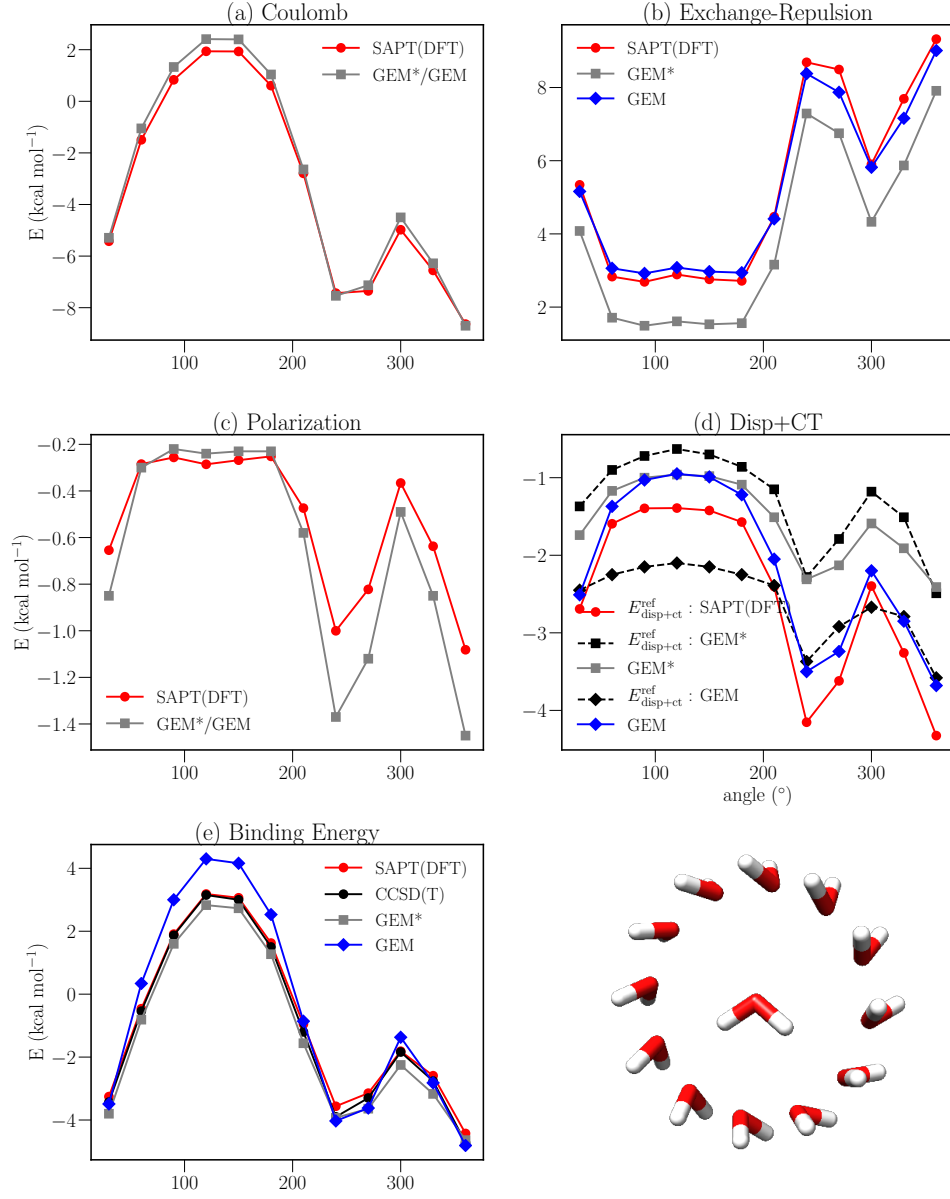 (a) Coulomb
E (kcal mol⁻¹)
2
0
−2
−4
−6
−8
100
200
300
SAPT(DFT)
GEM*/GEM
(b) Exchange-Repulsion
8
6
4
2
100
200
300
SAPT(DFT)
GEM*
GEM
(c) Polarization
E (kcal mol⁻¹)
−0.2
−0.4
−0.6
−0.8
−1.0
−1.2
−1.4
100
200
300
SAPT(DFT)
GEM*/GEM
(d) Disp+CT
−1
−2
−3
−4
100
200
300
angle (°)
E^ref_disp+ct : SAPT(DFT)
E^ref_disp+ct : GEM*
GEM*
E^ref_disp+ct : GEM
GEM
(e) Binding Energy
E (kcal mol⁻¹)
4
2
0
−2
−4
100
200
300
SAPT(DFT)
CCSD(T)
GEM*
GEM